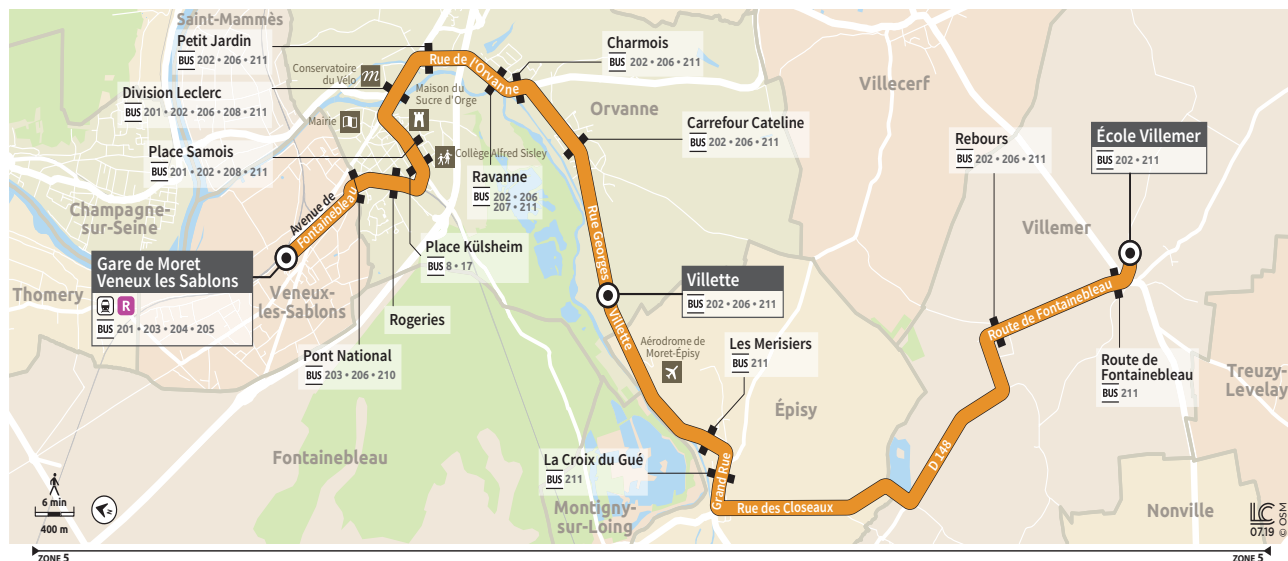 Saint-Mammès
Petit Jardin
BUS 202 • 206 • 211
Conservatoire
du Vélo
Division Leclerc
BUS 201 • 202 • 206 • 208 • 211
Maison du
Sucre d'Orge
Mairie
Place Samois
BUS 201 • 202 • 208 • 211
Collège Alfred Sisley
Rue de l'Orvanne
Charmois
BUS 202 • 206 • 211
Orvanne
Carrefour Cateline
BUS 202 • 206 • 211
Villecerf
Rebours
BUS 202 • 206 • 211
École Villemer
BUS 202 • 211
Ravanne
BUS 202 • 206
207 • 211
Champagne-
sur-Seine
Avenue de
Fontainebleau
Rue Georges
Villette
Villemer
Place Külsheim
BUS 8 • 17
Gare de Moret
Veneux les Sablons
R
BUS 201 • 203 • 204 • 205
Thomery
Veneux-
les-Sablons
Rogeries
Villette
BUS 202 • 206 • 211
Route de Fontainebleau
Pont National
BUS 203 • 206 • 210
Aérodrome de
Moret-Épisy
Les Merisiers
BUS 211
Route de
Fontainebleau
BUS 211
Treuzy-
Levelay
Épisy
Fontainebleau
La Croix du Gué
BUS 211
Grand Rue
D 148
Rue des Closeaux
Montigny-
sur-Loing
Nonville
6 min
400 m
LC
07.19
© OSM
ZONE 5
ZONE 5